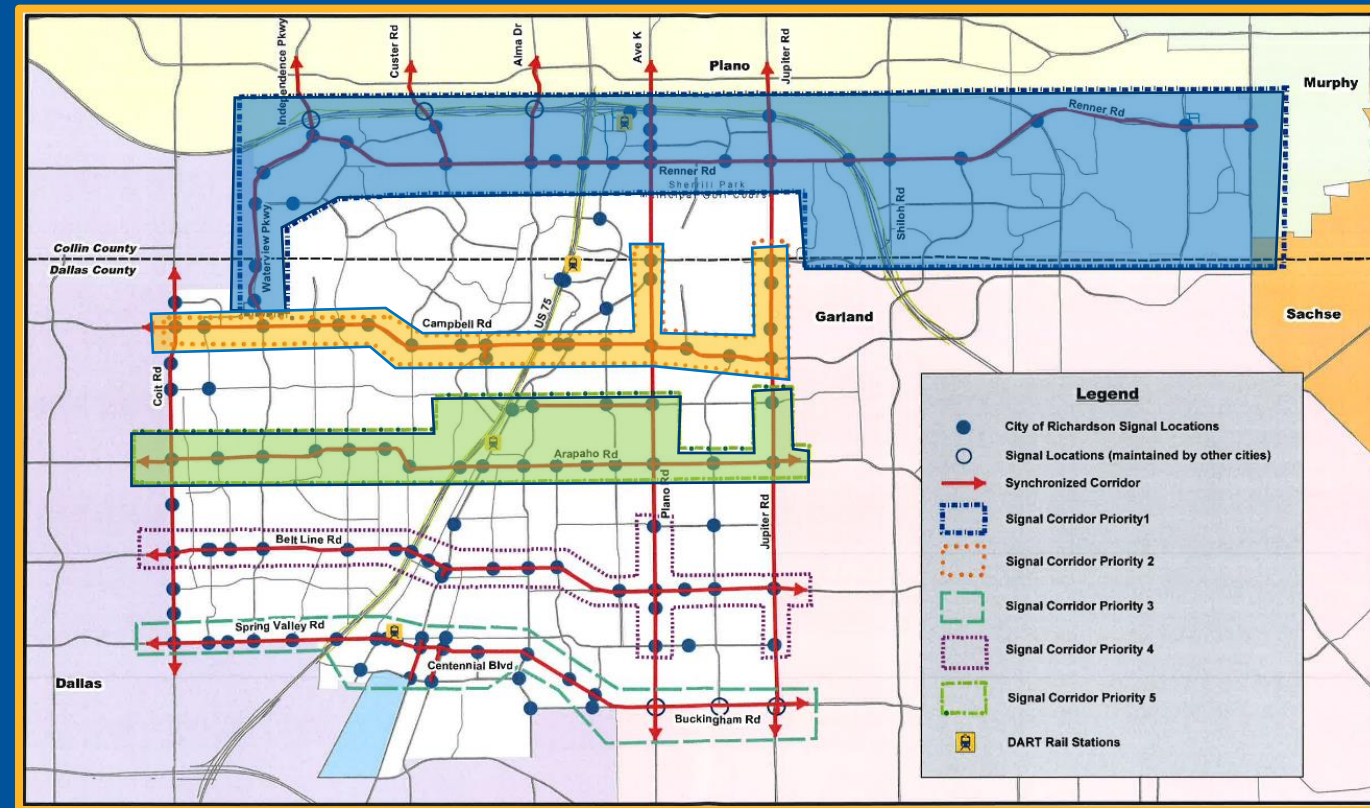 Independence Pkwy
Custer Rd
Alma Dr
Ave K
Jupiter Rd
Plano
Murphy
Renner Rd
Renner Rd
Sherrill Park
Waterview Pkwy
Shiloh Rd
Collin County
Dallas County
US 75
Campbell Rd
Garland
Sachse
Coit Rd
Arapaho Rd
Plano Rd
Jupiter Rd
Belt Line Rd
Spring Valley Rd
Centennial Blvd
Dallas
Buckingham Rd
Legend
City of Richardson Signal Locations
Signal Locations (maintained by other cities)
Synchronized Corridor
Signal Corridor Priority1
Signal Corridor Priority 2
Signal Corridor Priority 3
Signal Corridor Priority 4
Signal Corridor Priority 5
DART Rail Stations